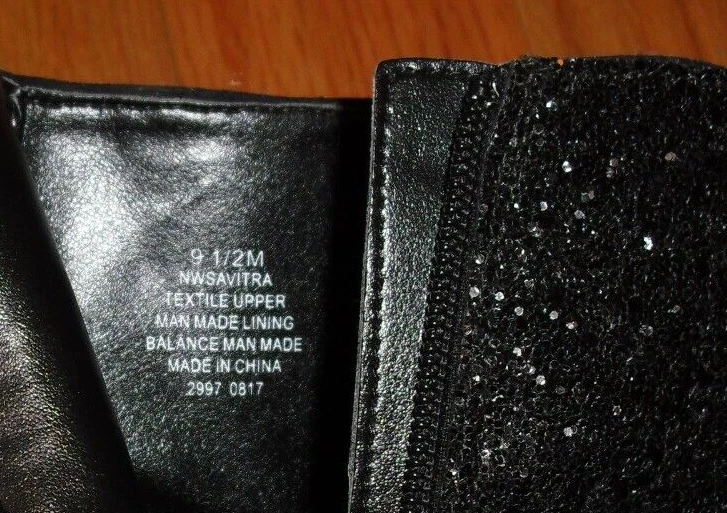 9 1/2M
NWSAVITRA
TEXTILE UPPER
MAN MADE LINING
BALANCE MAN MADE
MADE IN CHINA
2997 0817